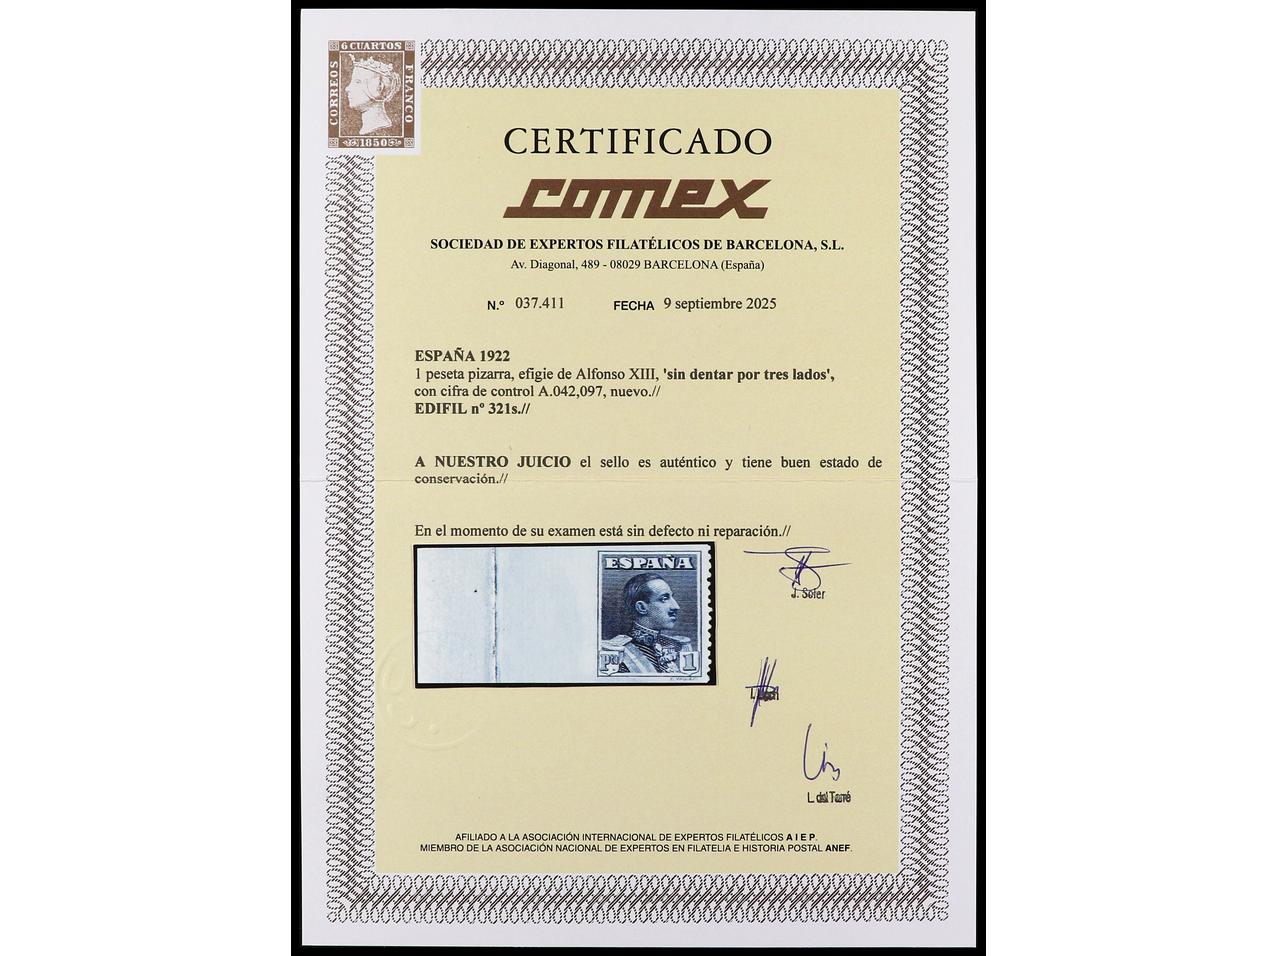 6 CUARTOS
CORREOS
FRANCO
1850
CERTIFICADO
comex
SOCIEDAD DE EXPERTOS FILATÉLICOS DE BARCELONA, S.L.
Av. Diagonal, 489 - 08029 BARCELONA (España)
N.º 037.411 FECHA 9 septiembre 2025
ESPAÑA 1922
1 peseta pizarra, efigie de Alfonso XIII, 'sin dentar por tres lados',
con cifra de control A.042,097, nuevo.//
EDIFIL nº 321s.//
A NUESTRO JUICIO el sello es auténtico y tiene buen estado de
conservación.//
En el momento de su examen está sin defecto ni reparación.//
ESPAÑA
1
J. Soler
L. del Tarré
AFILIADO A LA ASOCIACIÓN INTERNACIONAL DE EXPERTOS FILATÉLICOS A I E P.
MIEMBRO DE LA ASOCIACIÓN NACIONAL DE EXPERTOS EN FILATELIA E HISTORIA POSTAL ANEF.